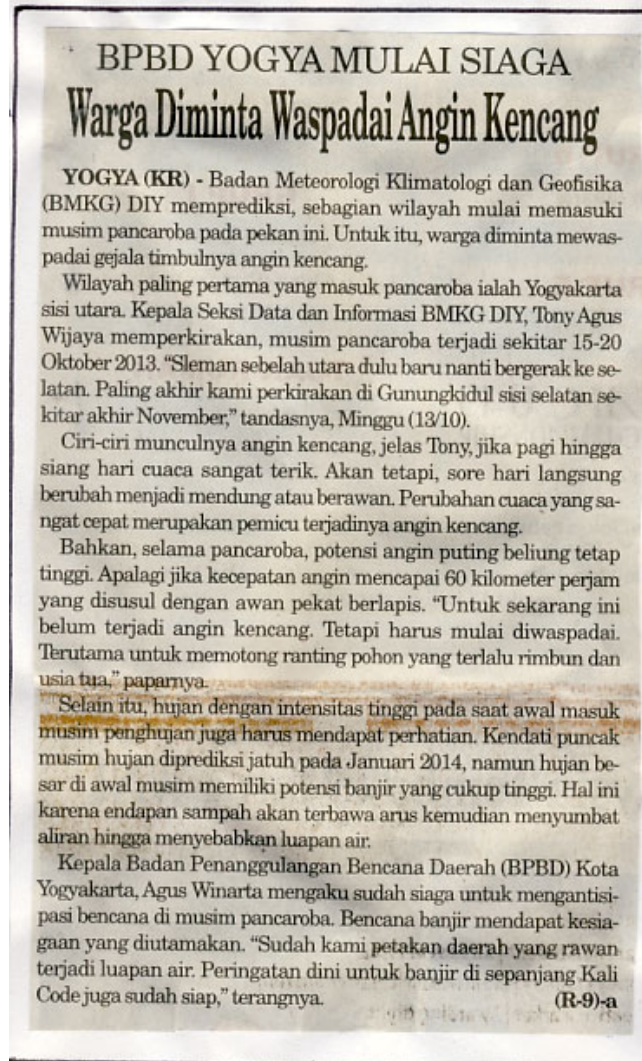 BPBD YOGYA MULAI SIAGA
Warga Diminta Waspadai Angin Kencang
YOGYA (KR) - Badan Meteorologi Klimatologi dan Geofisika
(BMKG) DIY memprediksi, sebagian wilayah mulai memasuki
musim pancaroba pada pekan ini. Untuk itu, warga diminta mewas-
padai gejala timbulnya angin kencang.
Wilayah paling pertama yang masuk pancaroba ialah Yogyakarta
sisi utara. Kepala Seksi Data dan Informasi BMKG DIY, Tony Agus
Wijaya memperkirakan, musim pancaroba terjadi sekitar 15-20
Oktober 2013. “Sleman sebelah utara dulu baru nanti bergerak ke se-
latan. Paling akhir kami perkirakan di Gunungkidul sisi selatan se-
kitar akhir November,” tandasnya, Minggu (13/10).
Ciri-ciri munculnya angin kencang, jelas Tony, jika pagi hingga
siang hari cuaca sangat terik. Akan tetapi, sore hari langsung
berubah menjadi mendung atau berawan. Perubahan cuaca yang sa-
ngat cepat merupakan pemicu terjadinya angin kencang.
Bahkan, selama pancaroba, potensi angin puting beliung tetap
tinggi. Apalagi jika kecepatan angin mencapai 60 kilometer perjam
yang disusul dengan awan pekat berlapis. “Untuk sekarang ini
belum terjadi angin kencang. Tetapi harus mulai diwaspadai.
Terutama untuk memotong ranting pohon yang terlalu rimbun dan
usia tua,” paparnya.
Selain itu, hujan dengan intensitas tinggi pada saat awal masuk
musim penghujan juga harus mendapat perhatian. Kendati puncak
musim hujan diprediksi jatuh pada Januari 2014, namun hujan be-
sar di awal musim memiliki potensi banjir yang cukup tinggi. Hal ini
karena endapan sampah akan terbawa arus kemudian menyumbat
aliran hingga menyebabkan luapan air.
Kepala Badan Penanggulangan Bencana Daerah (BPBD) Kota
Yogyakarta, Agus Winarta mengaku sudah siaga untuk mengantisi-
pasi bencana di musim pancaroba. Bencana banjir mendapat kesia-
gaan yang diutamakan. “Sudah kami petakan daerah yang rawan
terjadi luapan air. Peringatan dini untuk banjir di sepanjang Kali
Code juga sudah siap,” terangnya. (R-9)-a